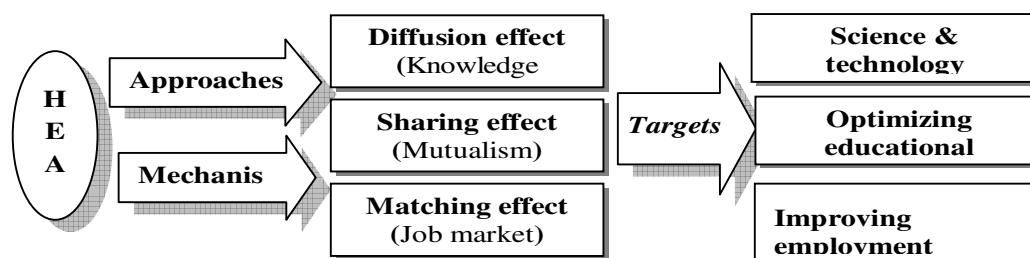 H
E
A
Approaches
Mechanis
Diffusion effect
(Knowledge
Sharing effect
(Mutualism)
Matching effect
(Job market)
Targets
Science &
technology
Optimizing
educational
Improving
employment